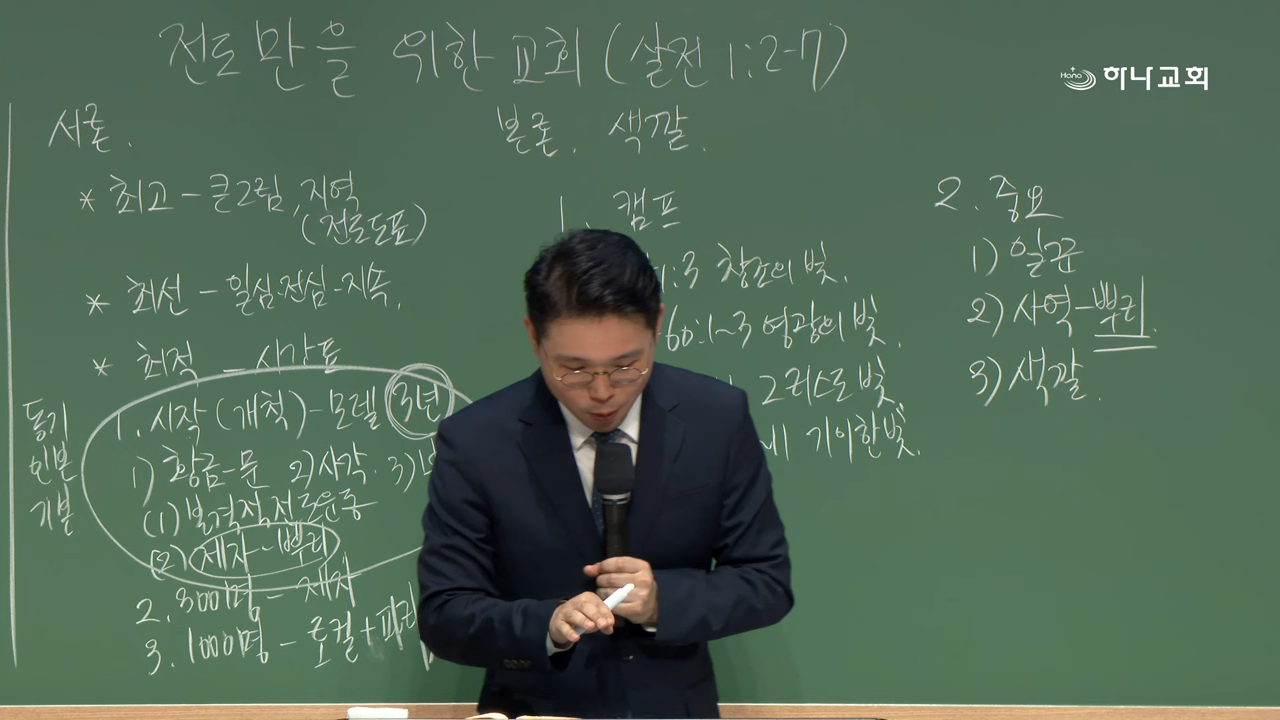 전도만을 위한 교회 (살전 1:2-7)
Hana 하나교회
서론.
* 최고 - 큰그림, 지역
(전도도표)
* 최선 - 일심.전심-지속.
* 최적 - 시간표
동기
인본
기본
1. 시작 (개척) - 모델 3년
1) 황금-문 2) 사각 3)
(1) 본격적 전도운동
(2) 제자-뿌리
2. 300명 - 제자
3. 1000명 - 로컬 +
본론. 색깔.
1. 캠프
1:3 창조의 빛.
60:1~3 영광의 빛.
그리스도 빛.
기이한 빛.
2. 중요
1) 일꾼
2) 사역-뿌리.
3) 색깔.